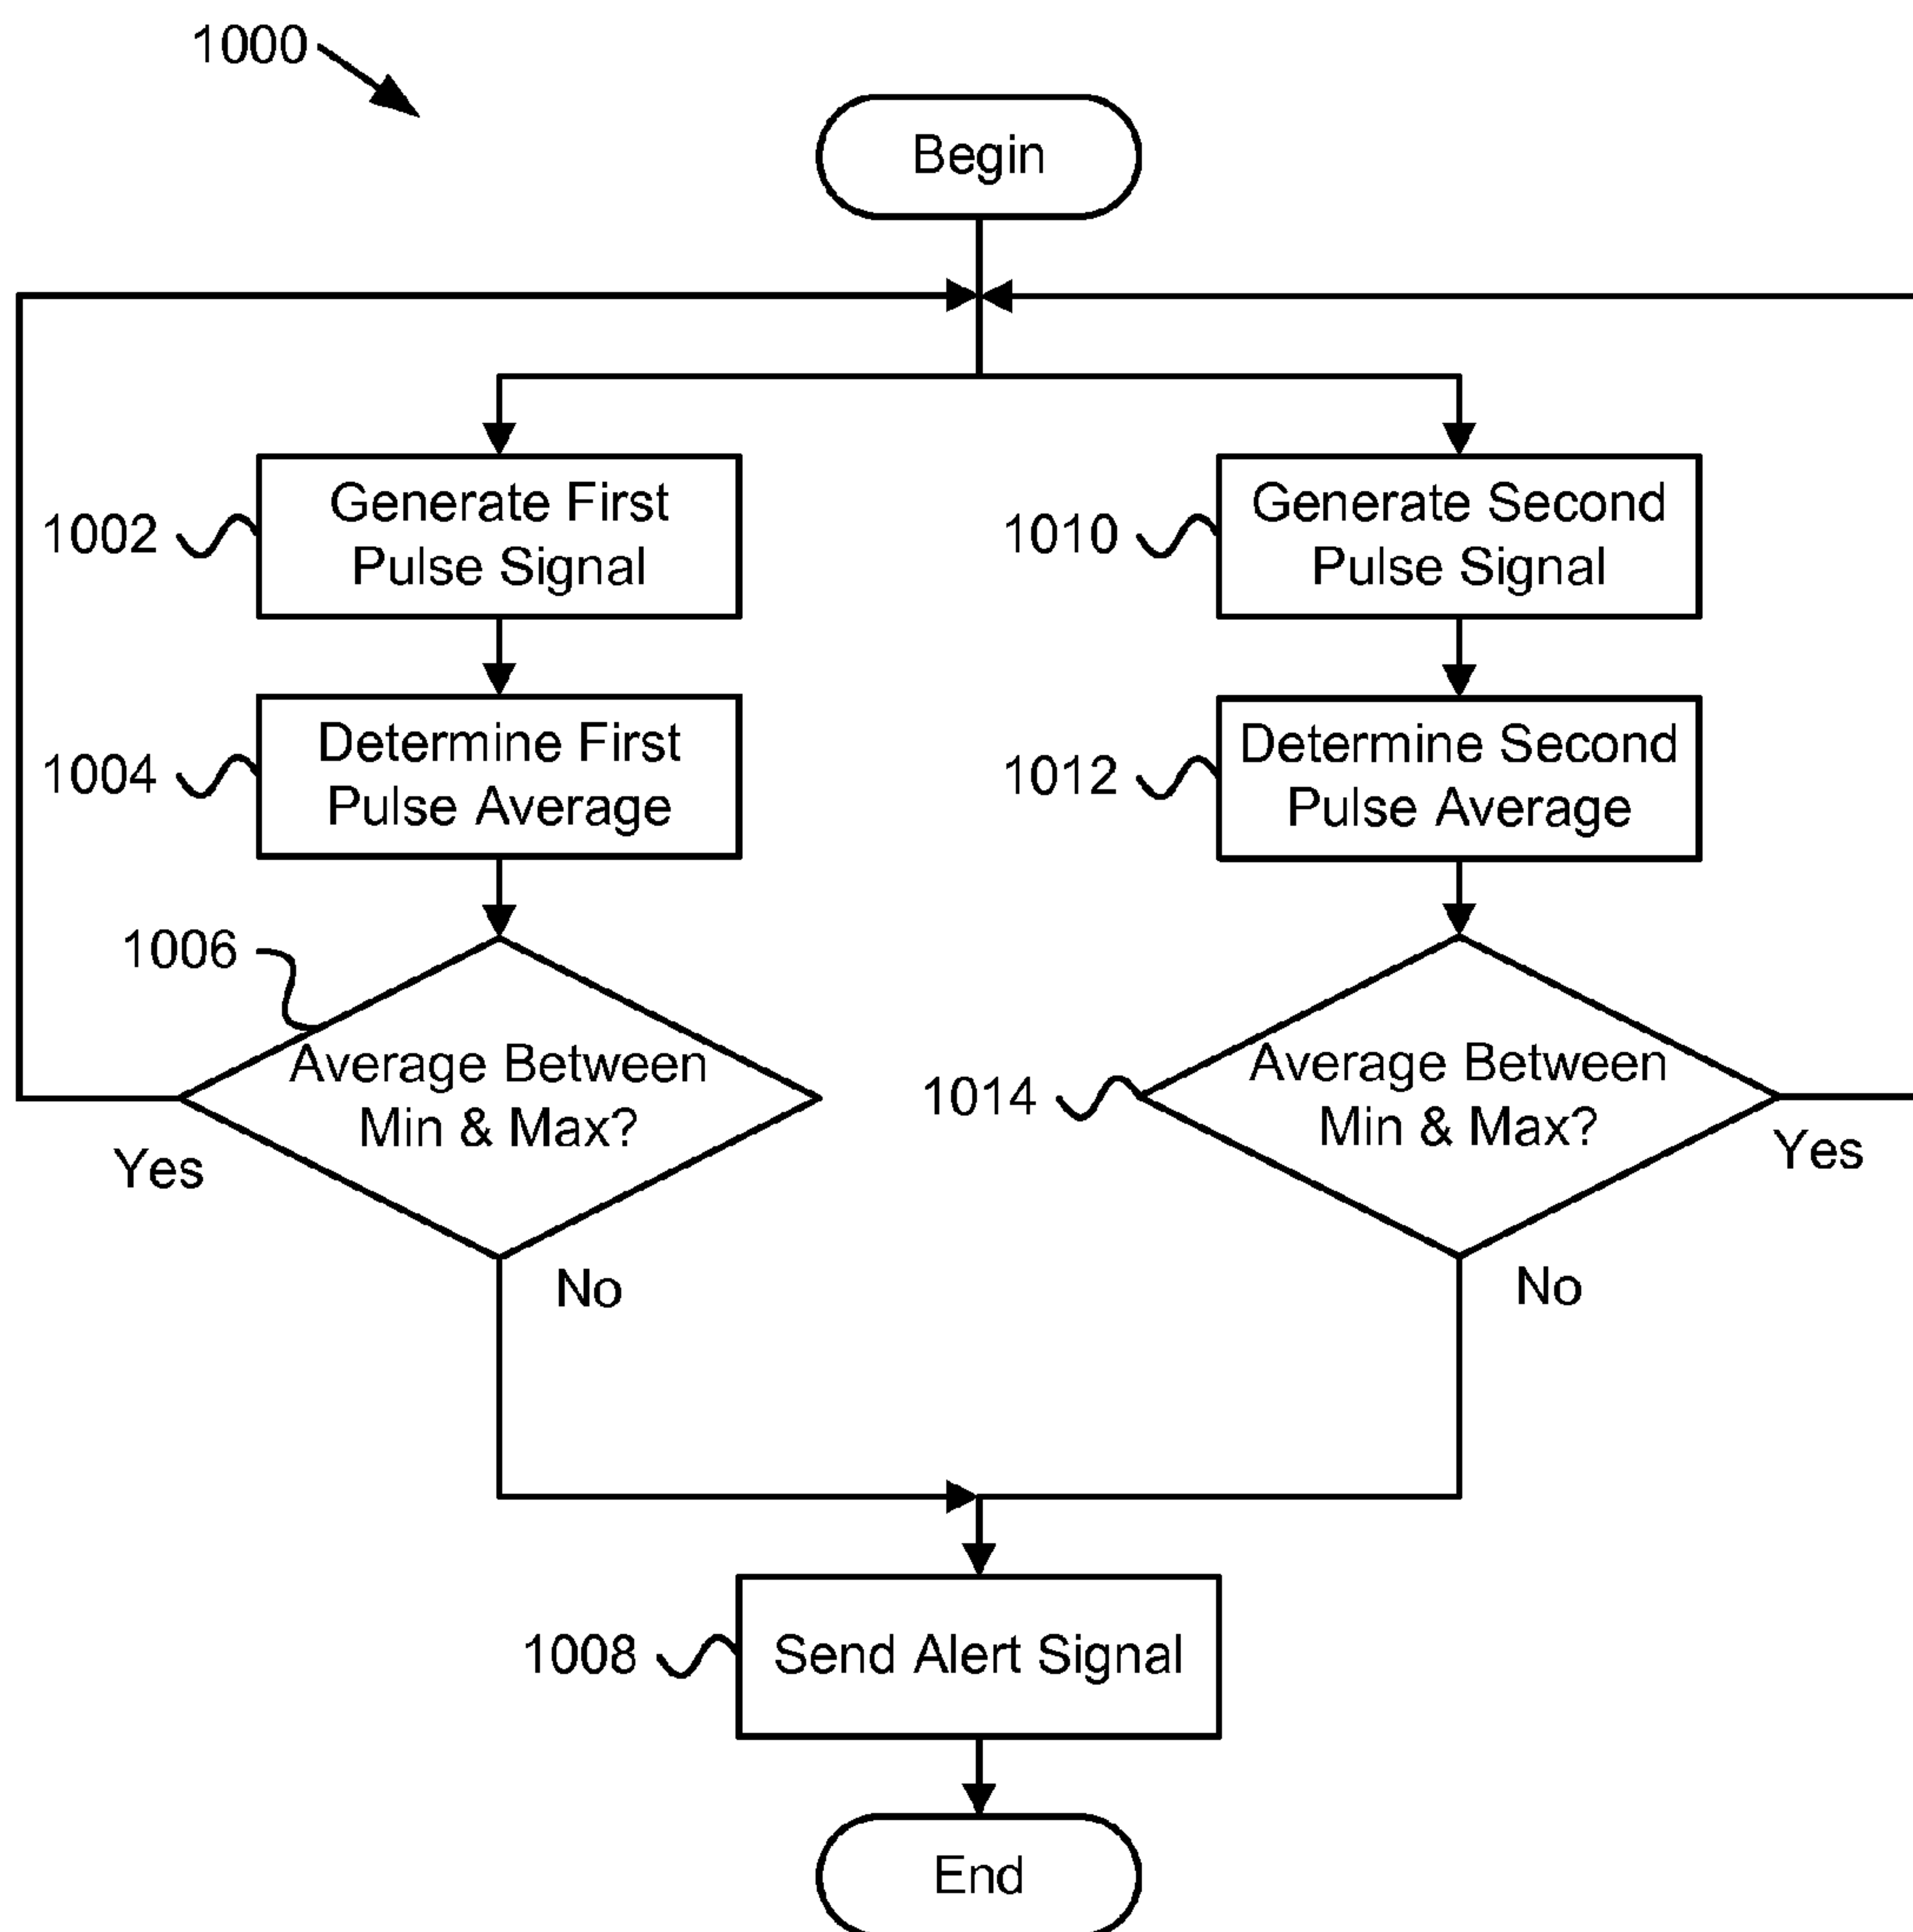 1000
Begin
1002
Generate First
Pulse Signal
1010
Generate Second
Pulse Signal
1004
Determine First
Pulse Average
1012
Determine Second
Pulse Average
1006
Average Between
Min & Max?
Yes
No
1014
Average Between
Min & Max?
Yes
No
1008
Send Alert Signal
End